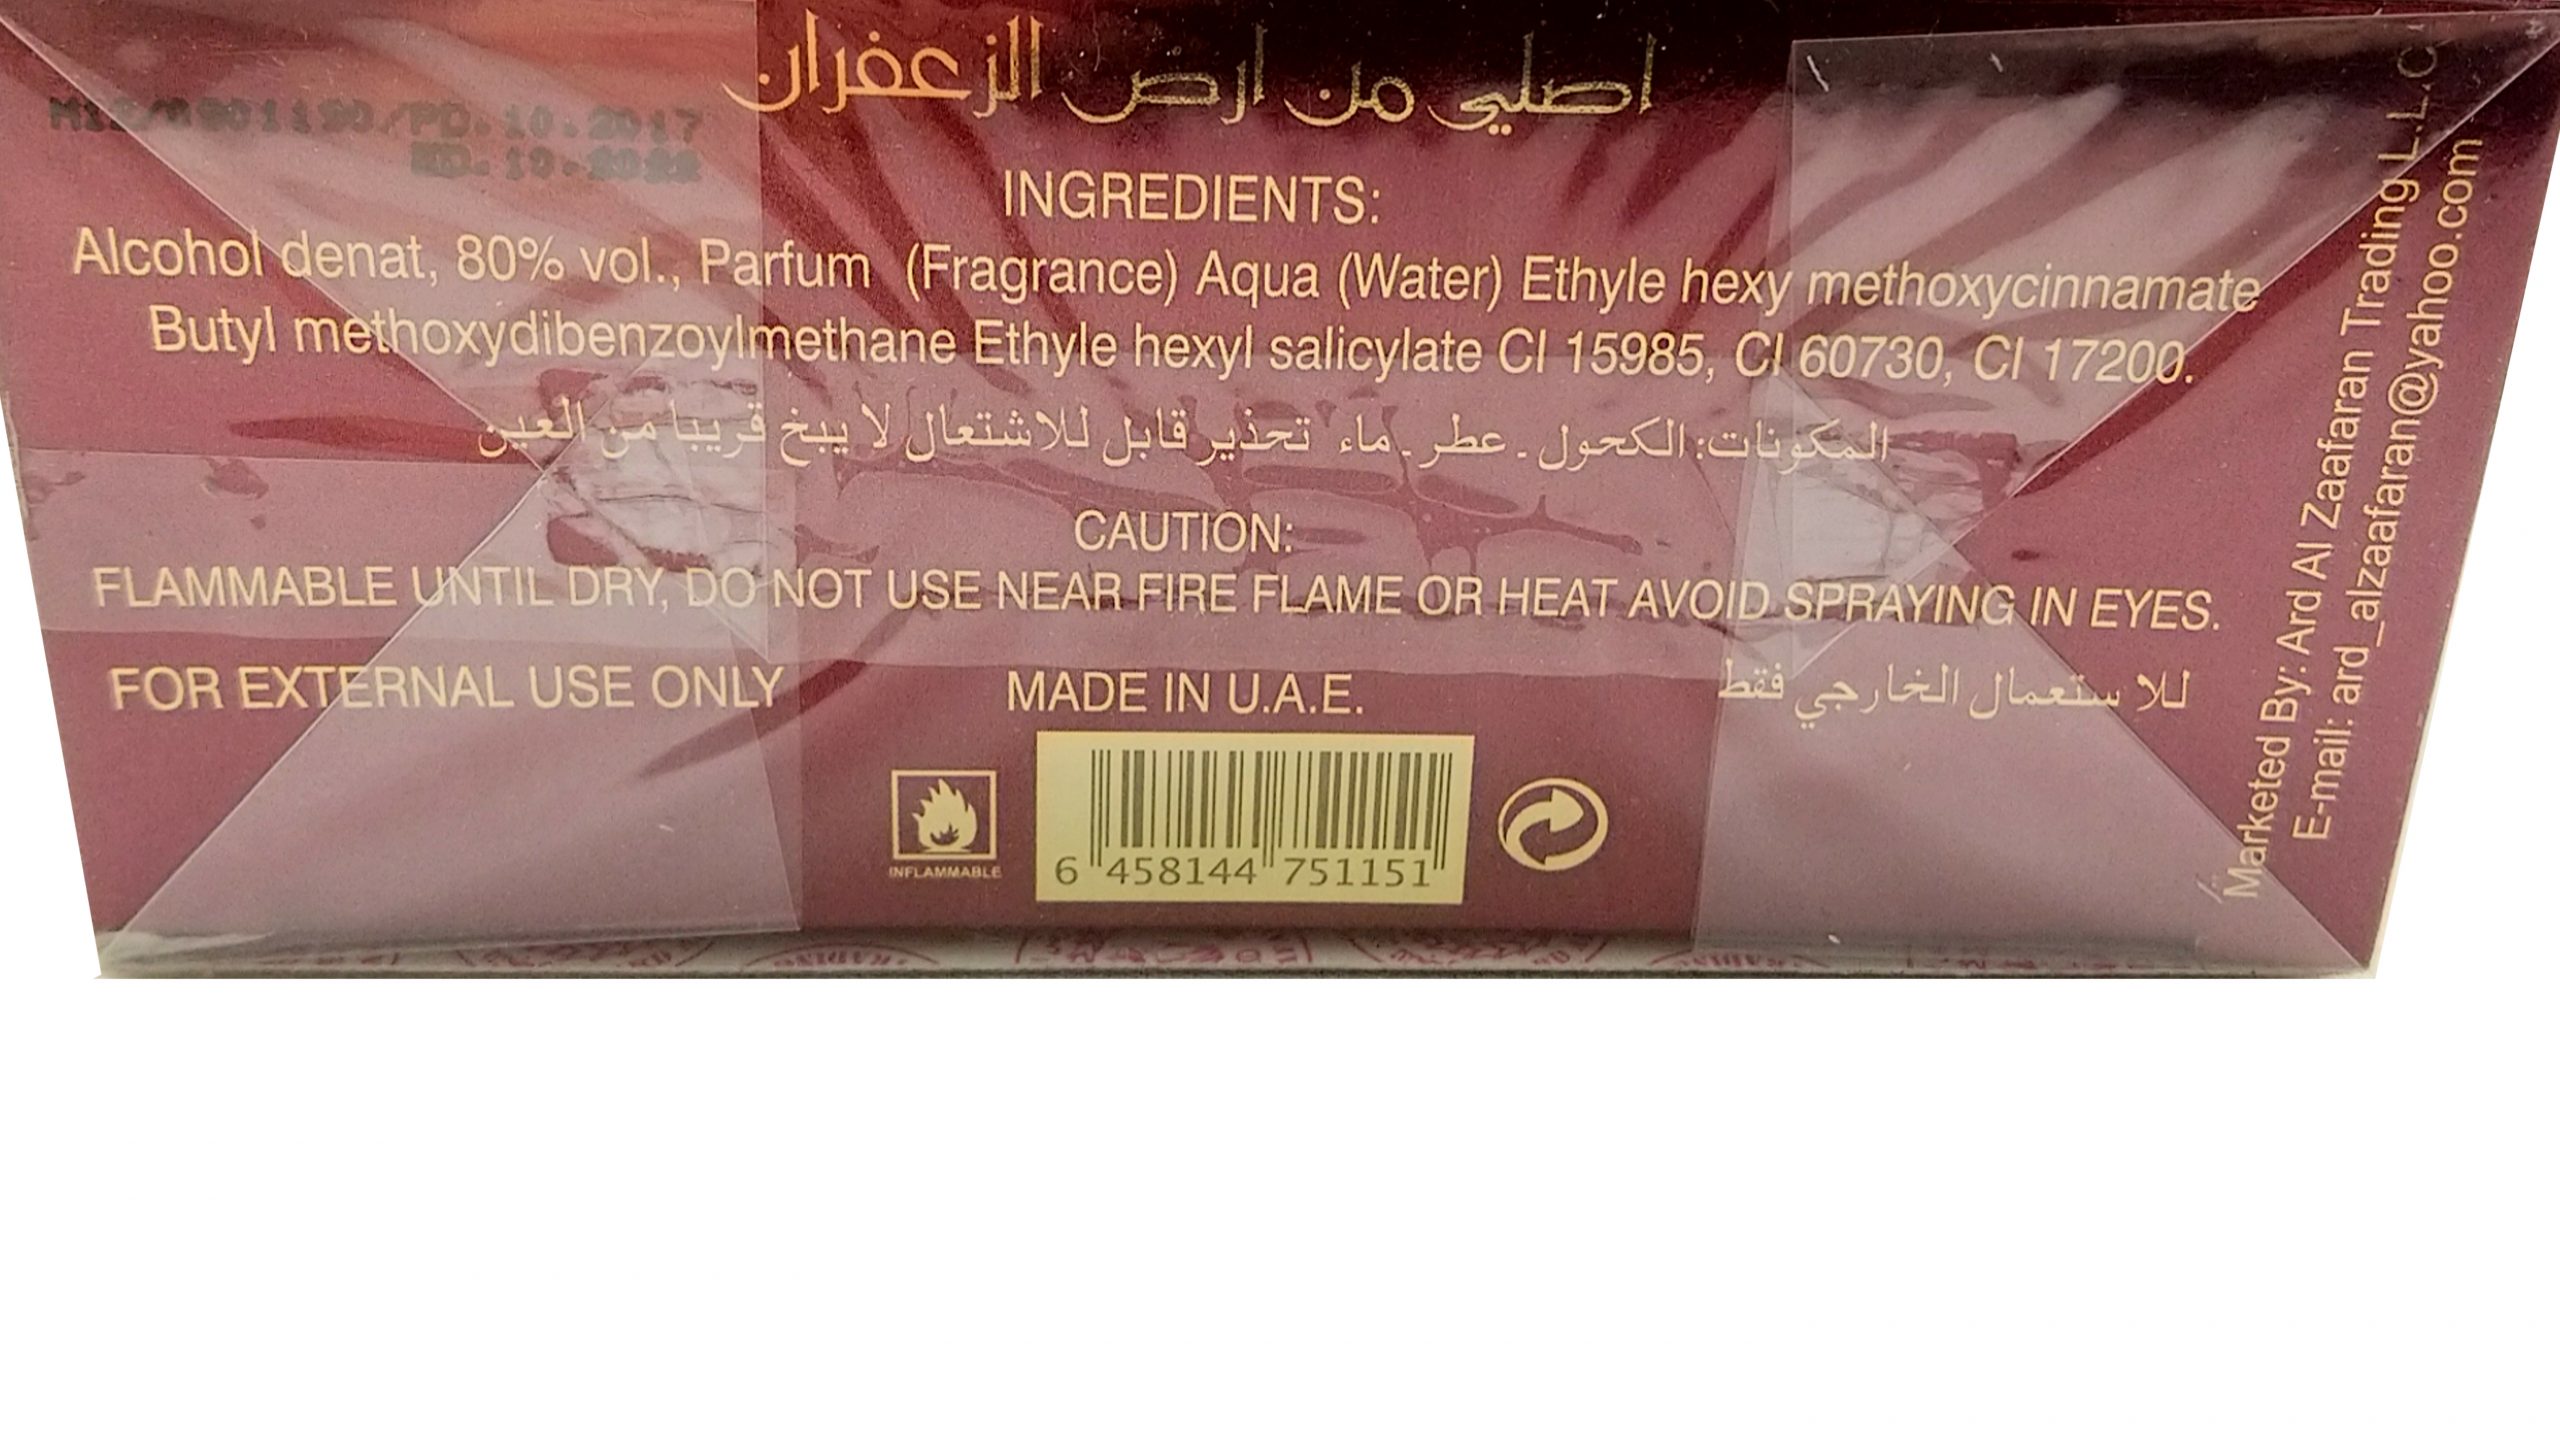 اصلي من ارض الزعفران
PD. 10. 2017
INGREDIENTS:
Alcohol denat, 80% vol., Parfum (Fragrance) Aqua (Water) Ethyle hexy methoxycinnamate
Butyl methoxydibenzoylmethane Ethyle hexyl salicylate CI 15985, CI 60730, CI 17200.
المكونات: الكحول . عطر . ماء تحذير قابل للاشتعال لا يبخ قريبا من العين
CAUTION:
FLAMMABLE UNTIL DRY, DO NOT USE NEAR FIRE FLAME OR HEAT AVOID SPRAYING IN EYES.
FOR EXTERNAL USE ONLY
MADE IN U.A.E.
للاستعمال الخارجي فقط
INFLAMMABLE
6 458144 751151
Marketed By: Ard Al Zaafaran Trading L.L.C
E-mail: ard_alzaafaran@yahoo.com